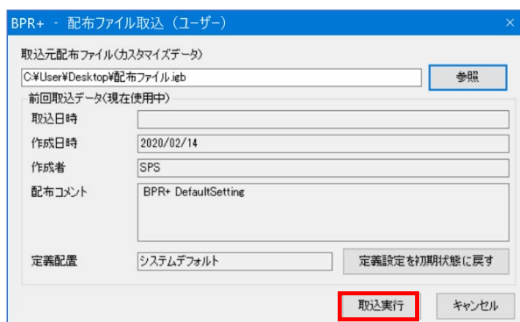 BPR+ - 配布ファイル取込（ユーザー）
取込元配布ファイル(カスタマイズデータ)
C:¥User¥Desktop¥配布ファイル.igb
参照
前回取込データ(現在使用中)
取込日時
作成日時
2020/02/14
作成者
SPS
配布コメント
BPR+ DefaultSetting
定義配置
システムデフォルト
定義設定を初期状態に戻す
取込実行
キャンセル